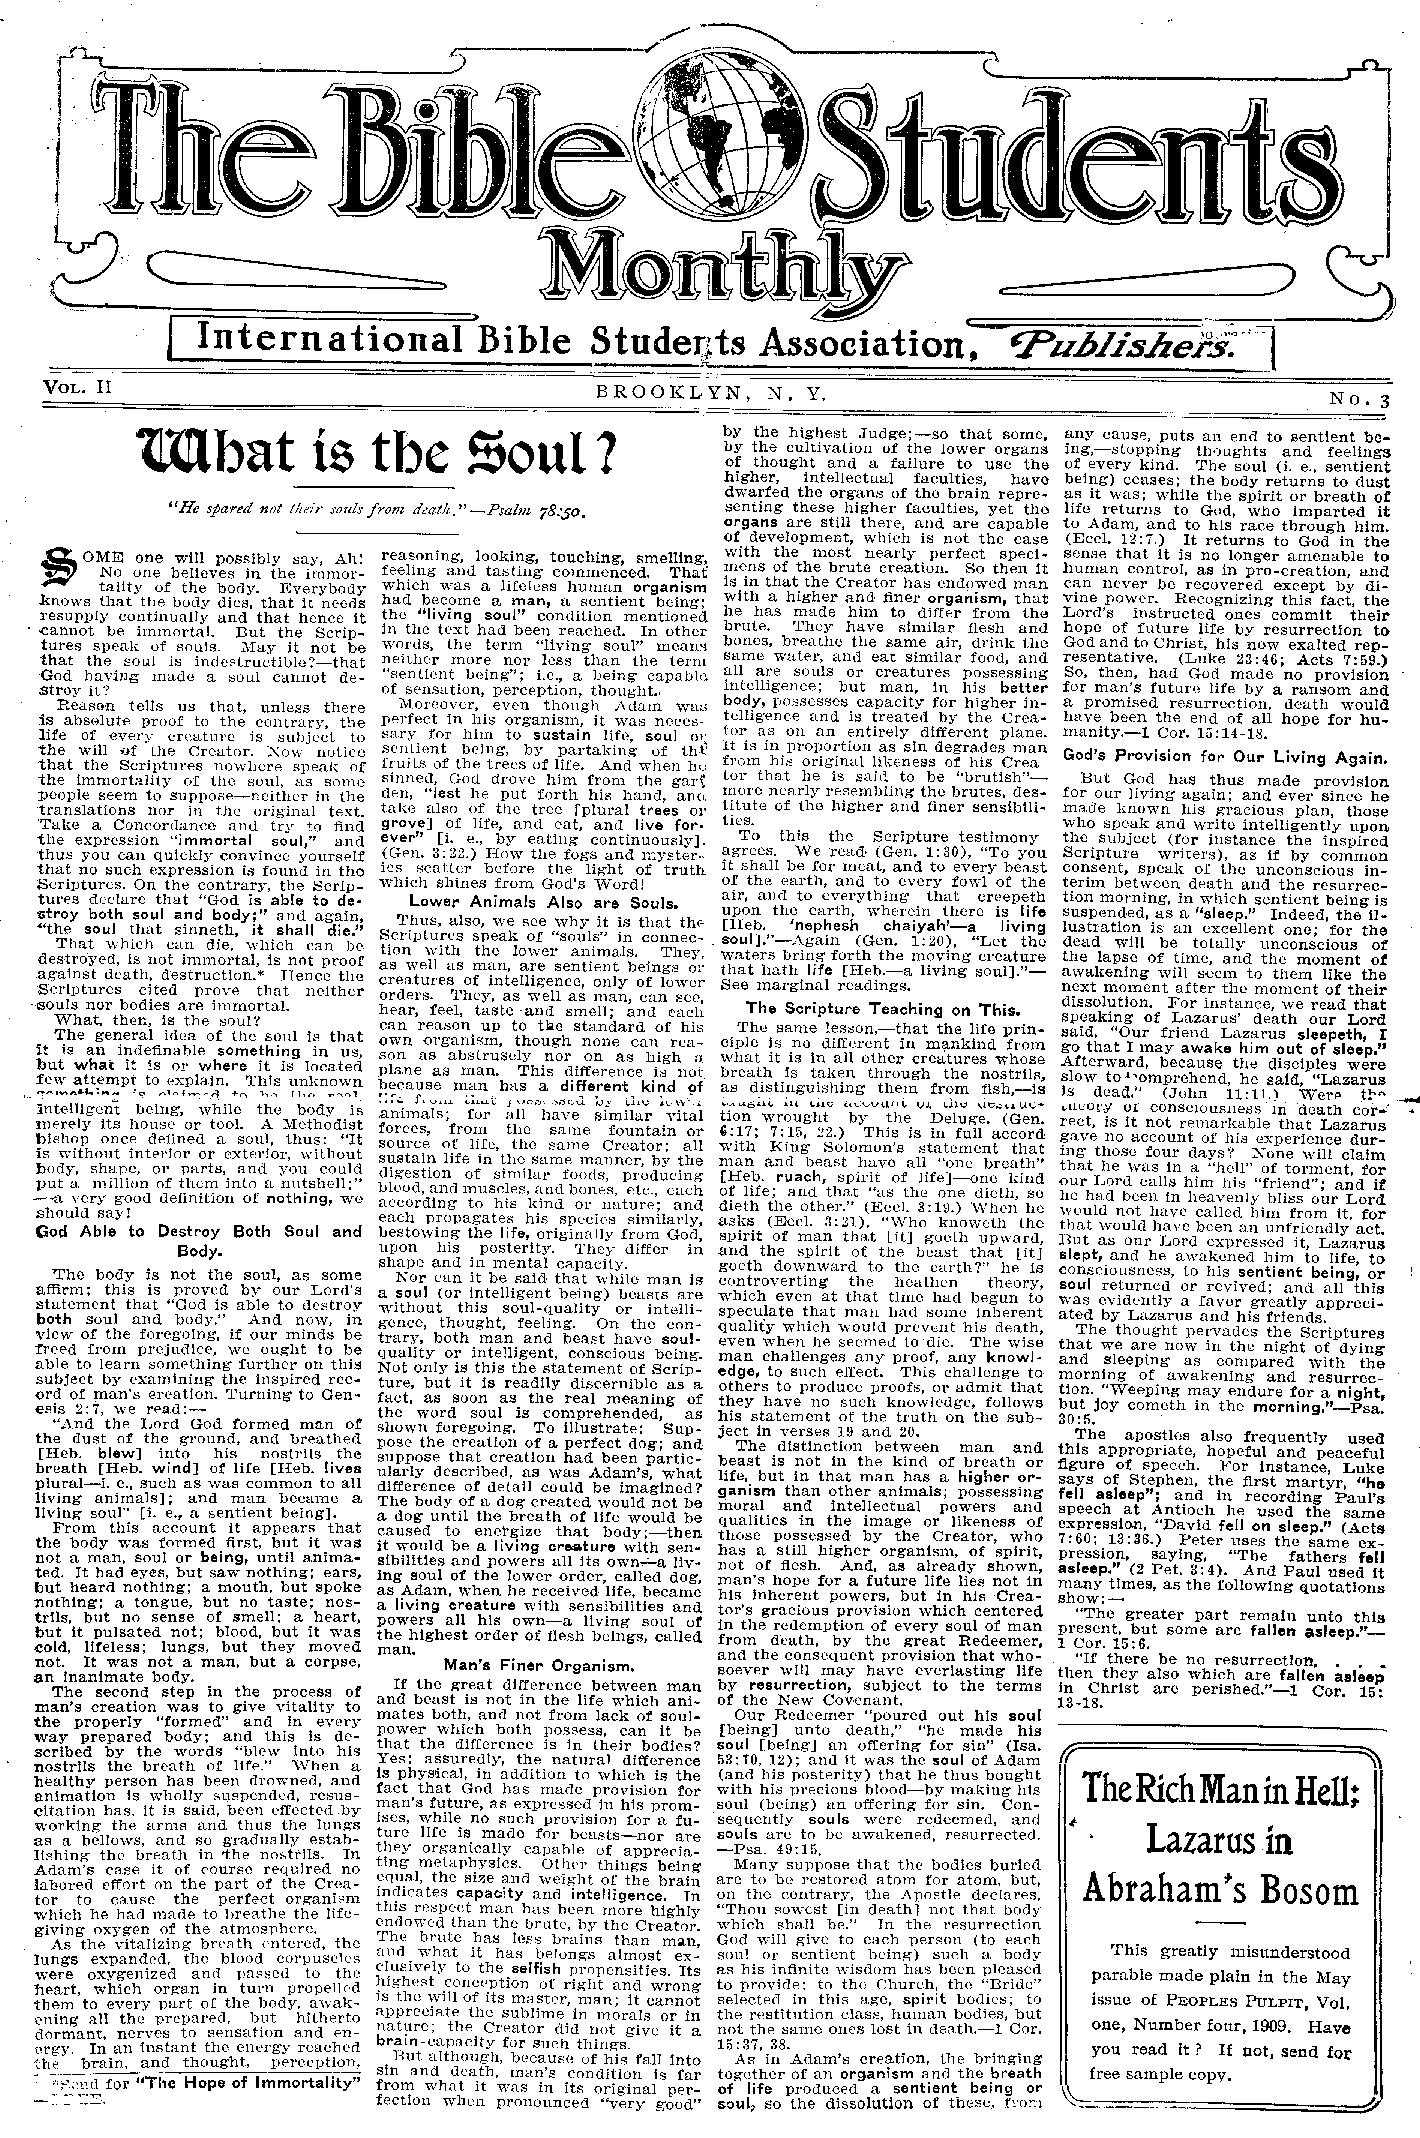 The Bible Students
Monthly
International Bible Students Association, Publishers.
VOL. II
BROOKLYN, N. Y.
No. 3
What is the Soul?
"He spared not their souls from death."—Psalm 78:50.
SOME one will possibly say, Ah!
No one believes in the immor-
tality of the body. Everybody
knows that the body dies, that it needs
resupply continually and that hence it
cannot be immortal. But the Scrip-
tures speak of souls. May it not be
that the soul is indestructible?—that
God having made a soul cannot de-
stroy it?
Reason tells us that, unless there
is absolute proof to the contrary, the
life of every creature is subject to
the will of the Creator. Now notice
that the Scriptures nowhere speak of
the immortality of the soul, as some
people seem to suppose—neither in the
translations nor in the original text.
Take a Concordance and try to find
the expression "immortal soul," and
thus you can quickly convince yourself
that no such expression is found in the
Scriptures. On the contrary, the Scrip-
tures declare that "God is able to de-
stroy both soul and body;" and again,
"the soul that sinneth, it shall die."
That which can die, which can be
destroyed, is not immortal, is not proof
against death, destruction.* Hence the
Scriptures cited prove that neither
souls nor bodies are immortal.
What, then, is the soul?
The general idea of the soul is that
it is an indefinable something in us,
but what it is or where it is located
few attempt to explain. This unknown
something is claimed to be the real,
intelligent being, while the body is
merely its house or tool. A Methodist
bishop once defined a soul, thus: "It
is without interior or exterior, without
body, shape, or parts, and you could
put a million of them into a nutshell;"
—a very good definition of nothing, we
should say!
God Able to Destroy Both Soul and
Body.
The body is not the soul, as some
affirm; this is proved by our Lord's
statement that "God is able to destroy
both soul and body." And now, in
view of the foregoing, if our minds be
freed from prejudice, we ought to be
able to learn something further on this
subject by examining the inspired rec-
ord of man's creation. Turning to Gen-
esis 2:7, we read:—
"And the Lord God formed man of
the dust of the ground, and breathed
[Heb. blew] into his nostrils the
breath [Heb. wind] of life [Heb. lives
plural—i. e., such as was common to all
living animals]; and man became a
living soul" [i. e., a sentient being].
From this account it appears that
the body was formed first, but it was
not a man, soul or being, until anima-
ted. It had eyes, but saw nothing; ears,
but heard nothing; a mouth, but spoke
nothing; a tongue, but no taste; nos-
trils, but no sense of smell; a heart,
but it pulsated not; blood, but it was
cold, lifeless; lungs, but they moved
not. It was not a man, but a corpse,
an inanimate body.
The second step in the process of
man's creation was to give vitality to
the properly "formed" and in every
way prepared body; and this is de-
scribed by the words "blew into his
nostrils the breath of life." When a
healthy person has been drowned, and
animation is wholly suspended, resus-
citation has, it is said, been effected by
working the arms and thus the lungs
as a bellows, and so gradually estab-
lishing the breath in the nostrils. In
Adam's case it of course required no
labored effort on the part of the Crea-
tor to cause the perfect organism
which he had made to breathe the life-
giving oxygen of the atmosphere.
As the vitalizing breath entered, the
lungs expanded, the blood corpuscles
were oxygenized and passed to the
heart, which organ in turn propelled
them to every part of the body, awak-
ening all the prepared, but hitherto
dormant, nerves to sensation and en-
ergy. In an instant the energy reached
the brain, and thought, perception,
*Send for "The Hope of Immortality"
reasoning, looking, touching, smelling,
feeling and tasting commenced. That
which was a lifeless human organism
had become a man, a sentient being;
the "living soul" condition mentioned
in the text had been reached. In other
words, the term "living soul" means
neither more nor less than the term
"sentient being"; i.e., a being capable
of sensation, perception, thought.
Moreover, even though Adam was
perfect in his organism, it was neces-
sary for him to sustain life, soul or
sentient being, by partaking of the
fruits of the trees of life. And when he
sinned, God drove him from the gar-
den, "lest he put forth his hand, and
take also of the tree [plural trees or
grove] of life, and eat, and live for-
ever" [i. e., by eating continuously].
(Gen. 3:22.) How the fogs and myster-
ies scatter before the light of truth
which shines from God's Word!
Lower Animals Also are Souls.
Thus, also, we see why it is that the
Scriptures speak of "souls" in connec-
tion with the lower animals. They,
as well as man, are sentient beings or
creatures of intelligence, only of lower
orders. They, as well as man, can see,
hear, feel, taste and smell; and each
can reason up to the standard of his
own organism, though none can rea-
son as abstrusely nor on as high a
plane as man. This difference is not
because man has a different kind of
life from that possessed by the lower
animals; for all have similar vital
forces, from the same fountain or
source of life, the same Creator; all
sustain life in the same manner, by the
digestion of similar foods, producing
blood, and muscles, and bones, etc., each
according to his kind or nature; and
each propagates his species similarly,
bestowing the life, originally from God,
upon his posterity. They differ in
shape and in mental capacity.
Nor can it be said that while man is
a soul (or intelligent being) beasts are
without this soul-quality or intelli-
gence, thought, feeling. On the con-
trary, both man and beast have soul-
quality or intelligent, conscious being.
Not only is this the statement of Scrip-
ture, but it is readily discernible as a
fact, as soon as the real meaning of
the word soul is comprehended, as
shown foregoing. To illustrate: Sup-
pose the creation of a perfect dog; and
suppose that creation had been partic-
ularly described, as was Adam's, what
difference of detail could be imagined?
The body of a dog created would not be
a dog until the breath of life would be
caused to energize that body;—then
it would be a living creature with sen-
sibilities and powers all its own—a liv-
ing soul of the lower order, called dog,
as Adam, when he received life, became
a living creature with sensibilities and
powers all his own—a living soul of
the highest order of flesh beings, called
man.
Man's Finer Organism.
If the great difference between man
and beast is not in the life which ani-
mates both, and not from lack of soul-
power which both possess, can it be
that the difference is in their bodies?
Yes; assuredly, the natural difference
is physical, in addition to which is the
fact that God has made provision for
man's future, as expressed in his prom-
ises, while no such provision for a fu-
ture life is made for beasts—nor are
they organically capable of apprecia-
ting metaphysics. Other things being
equal, the size and weight of the brain
indicates capacity and intelligence. In
this respect man has been more highly
endowed than the brute, by the Creator.
The brute has less brains than man,
and what it has belongs almost ex-
clusively to the selfish propensities. Its
highest conception of right and wrong
is the will of its master, man; it cannot
appreciate the sublime in morals or in
nature; the Creator did not give it a
brain-capacity for such things.
But although, because of his fall into
sin and death, man's condition is far
from what it was in its original per-
fection when pronounced "very good"
by the highest Judge;—so that some,
by the cultivation of the lower organs
of thought and a failure to use the
higher, intellectual faculties, have
dwarfed the organs of the brain repre-
senting these higher faculties, yet the
organs are still there, and are capable
of development, which is not the case
with the most nearly perfect speci-
mens of the brute creation. So then it
is in that the Creator has endowed man
with a higher and finer organism, that
he has made him to differ from the
brute. They have similar flesh and
bones, breathe the same air, drink the
same water, and eat similar food, and
all are souls or creatures possessing
intelligence; but man, in his better
body, possesses capacity for higher in-
telligence and is treated by the Crea-
tor as on an entirely different plane.
It is in proportion as sin degrades man
from his original likeness of his Crea
tor that he is said to be "brutish"—
more nearly resembling the brutes, des-
titute of the higher and finer sensibili-
ties.
To this the Scripture testimony
agrees. We read (Gen. 1:30), "To you
it shall be for meat, and to every beast
of the earth, and to every fowl of the
air, and to everything that creepeth
upon the earth, wherein there is life
[Heb. 'nephesh chaiyah'—a living
soul]."—Again (Gen. 1:20), "Let the
waters bring forth the moving creature
that hath life [Heb.—a living soul]."—
See marginal readings.
The Scripture Teaching on This.
The same lesson,—that the life prin-
ciple is no different in mankind from
what it is in all other creatures whose
breath is taken through the nostrils,
as distinguishing them from fish,—is
taught in the account of the destruc-
tion wrought by the Deluge. (Gen.
6:17; 7:15, 22.) This is in full accord
with King Solomon's statement that
man and beast have all "one breath"
[Heb. ruach, spirit of life]—one kind
of life; and that "as the one dieth, so
dieth the other." (Eccl. 3:19.) When he
asks (Eccl. 3:21), "Who knoweth the
spirit of man that [it] goeth upward,
and the spirit of the beast that [it]
goeth downward to the earth?" he is
controverting the heathen theory,
which even at that time had begun to
speculate that man had some inherent
quality which would prevent his death,
even when he seemed to die. The wise
man challenges any proof, any knowl-
edge, to such effect. This challenge to
others to produce proofs, or admit that
they have no such knowledge, follows
his statement of the truth on the sub-
ject in verses 19 and 20.
The distinction between man and
beast is not in the kind of breath or
life, but in that man has a higher or-
ganism than other animals; possessing
moral and intellectual powers and
qualities in the image or likeness of
those possessed by the Creator, who
has a still higher organism, of spirit,
not of flesh. And, as already shown,
man's hope for a future life lies not in
his inherent powers, but in his Crea-
tor's gracious provision which centered
in the redemption of every soul of man
from death, by the great Redeemer,
and the consequent provision that who-
soever will may have everlasting life
by resurrection, subject to the terms
of the New Covenant.
Our Redeemer "poured out his soul
[being] unto death," "he made his
soul [being] an offering for sin" (Isa.
53:10, 12); and it was the soul of Adam
(and his posterity) that he thus bought
with his precious blood—by making his
soul (being) an offering for sin. Con-
sequently souls were redeemed, and
souls are to be awakened, resurrected.
—Psa. 49:15.
Many suppose that the bodies buried
are to be restored atom for atom, but,
on the contrary, the Apostle declares,
"Thou sowest [in death] not that body
which shall be." In the resurrection
God will give to each person (to each
soul or sentient being) such a body
as his infinite wisdom has been pleased
to provide; to the Church, the "Bride"
selected in this age, spirit bodies; to
the restitution class, human bodies, but
not the same ones lost in death.—1 Cor.
15:37, 38.
As in Adam's creation, the bringing
together of an organism and the breath
of life produced a sentient being or
soul, so the dissolution of these, from
any cause, puts an end to sentient be-
ing,—stopping thoughts and feelings
of every kind. The soul (i. e., sentient
being) ceases; the body returns to dust
as it was; while the spirit or breath of
life returns to God, who imparted it
to Adam, and to his race through him.
(Eccl. 12:7.) It returns to God in the
sense that it is no longer amenable to
human control, as in pro-creation, and
can never be recovered except by di-
vine power. Recognizing this fact, the
Lord's instructed ones commit their
hope of future life by resurrection to
God and to Christ, his now exalted rep-
resentative. (Luke 23:46; Acts 7:59.)
So, then, had God made no provision
for man's future life by a ransom and
a promised resurrection, death would
have been the end of all hope for hu-
manity.—1 Cor. 15:14-18.
God's Provision for Our Living Again.
But God has thus made provision
for our living again; and ever since he
made known his gracious plan, those
who speak and write intelligently upon
the subject (for instance the inspired
Scripture writers), as if by common
consent, speak of the unconscious in-
terim between death and the resurrec-
tion morning, in which sentient being is
suspended, as a "sleep." Indeed, the il-
lustration is an excellent one; for the
dead will be totally unconscious of
the lapse of time, and the moment of
awakening will seem to them like the
next moment after the moment of their
dissolution. For instance, we read that
speaking of Lazarus' death our Lord
said, "Our friend Lazarus sleepeth, I
go that I may awake him out of sleep."
Afterward, because the disciples were
slow to comprehend, he said, "Lazarus
is dead." (John 11:11.) Were the
theory of consciousness in death cor-
rect, is it not remarkable that Lazarus
gave no account of his experience dur-
ing those four days? None will claim
that he was in a "hell" of torment, for
our Lord calls him his "friend"; and if
he had been in heavenly bliss our Lord
would not have called him from it, for
that would have been an unfriendly act.
But as our Lord expressed it, Lazarus
slept, and he awakened him to life, to
consciousness, to his sentient being, or
soul returned or revived; and all this
was evidently a favor greatly appreci-
ated by Lazarus and his friends.
The thought pervades the Scriptures
that we are now in the night of dying
and sleeping as compared with the
morning of awakening and resurrec-
tion. "Weeping may endure for a night,
but joy cometh in the morning."—Psa.
30:5.
The apostles also frequently used
this appropriate, hopeful and peaceful
figure of speech. For instance, Luke
says of Stephen, the first martyr, "he
fell asleep"; and in recording Paul's
speech at Antioch he used the same
expression, "David fell on sleep." (Acts
7:60; 13:36.) Peter uses the same ex-
pression, saying, "The fathers fell
asleep." (2 Pet. 3:4). And Paul used it
many times, as the following quotations
show:—
"The greater part remain unto this
present, but some are fallen asleep."—
1 Cor. 15:6.
"If there be no resurrection, . . .
then they also which are fallen asleep
in Christ are perished."—1 Cor. 15:
13-18.
The Rich Man in Hell;
Lazarus in
Abraham's Bosom
This greatly misunderstood
parable made plain in the May
issue of PEOPLES PULPIT, Vol.
one, Number four, 1909. Have
you read it? If not, send for
free sample copy.